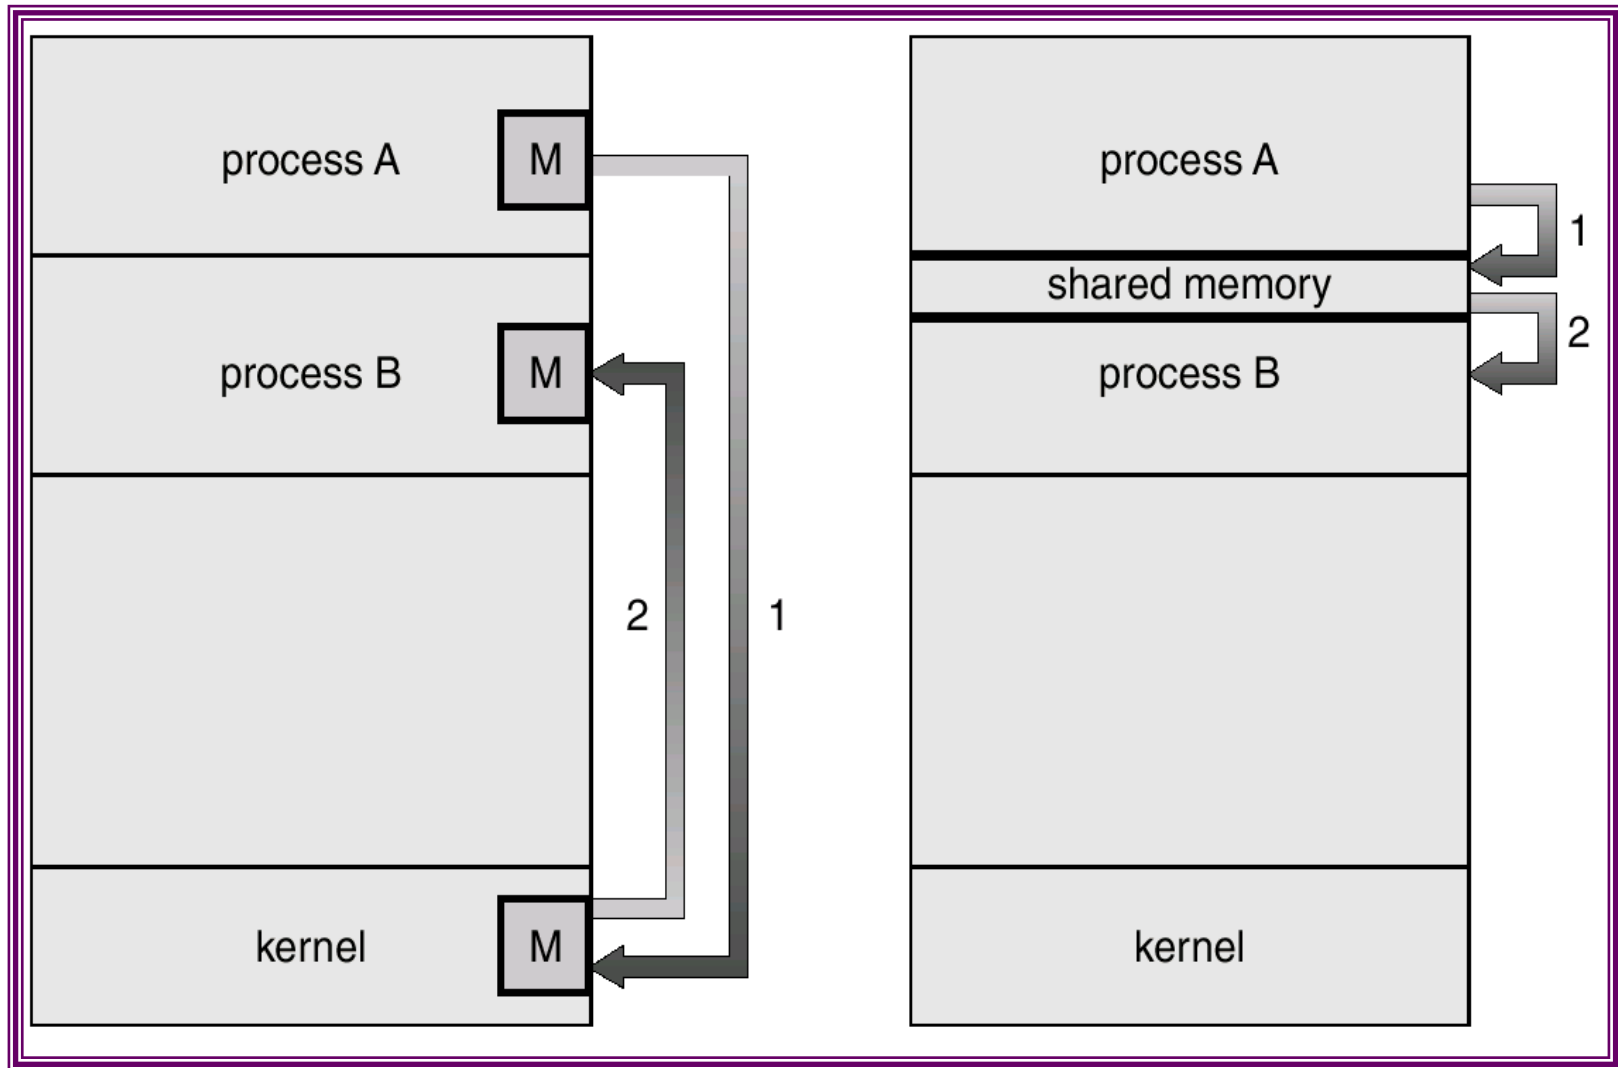 process A
M
process B
M
2
1
kernel
M
process A
1
shared memory
2
process B
kernel